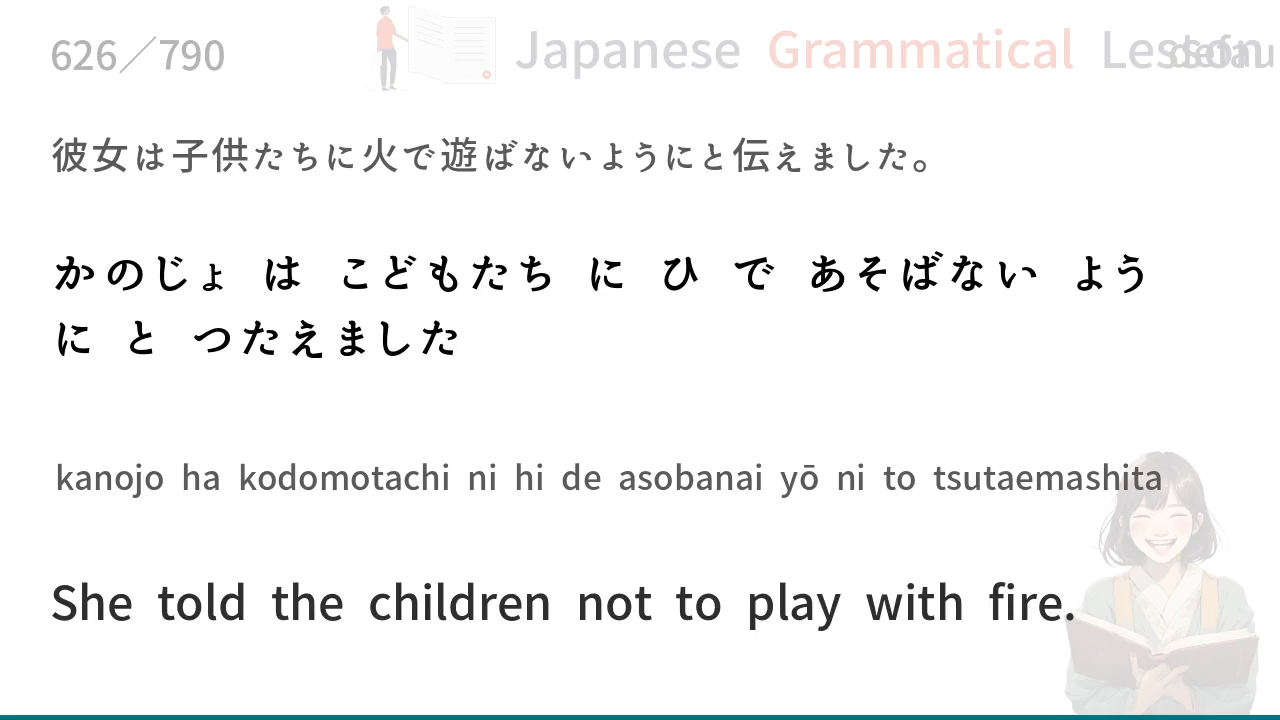 626／790
Japanese Grammatical Lesson
彼女は子供たちに火で遊ばないようにと伝えました。
かのじょ は こどもたち に ひ で あそばない よう
に と つたえました
kanojo ha kodomotachi ni hi de asobanai yō ni to tsutaemashita
She told the children not to play with fire.